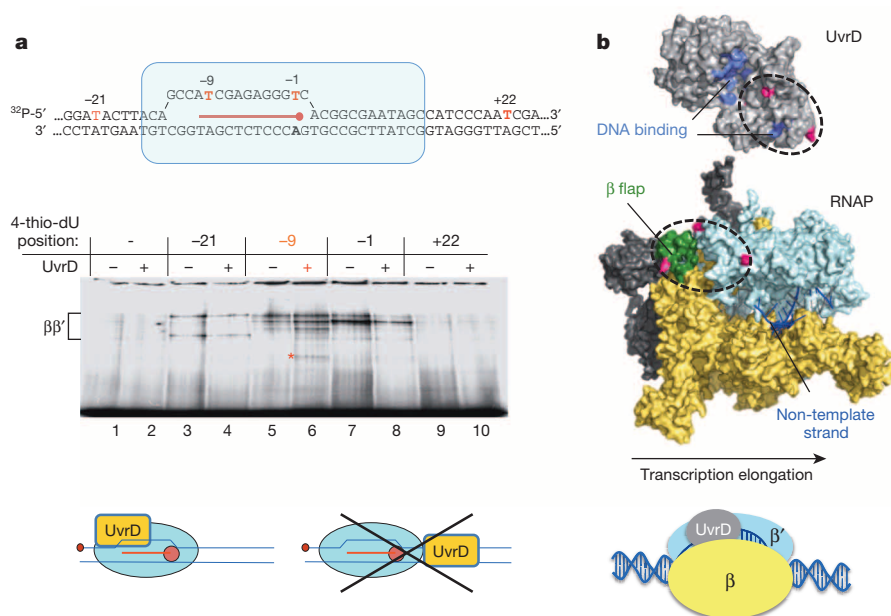 a
–9
–1
–21
GCCATCGAGAGGGTC
+22
³²P-5′ ...GGATACTTACA ACGGCGAATAGCCATCCCAATCGA...3′
3′ ...CCTATGAATGTCGGTAGCTCTCCCAGTGCCGCTTATCGGTAGGGTTAGCT...5′
4-thio-dU
position:
- –21 –9 –1 +22
UvrD – + – + – + – + – +
ββ′
*
1 2 3 4 5 6 7 8 9 10
UvrD
UvrD
b
UvrD
DNA binding
β flap
RNAP
Non-template
strand
Transcription elongation
UvrD
β′
β